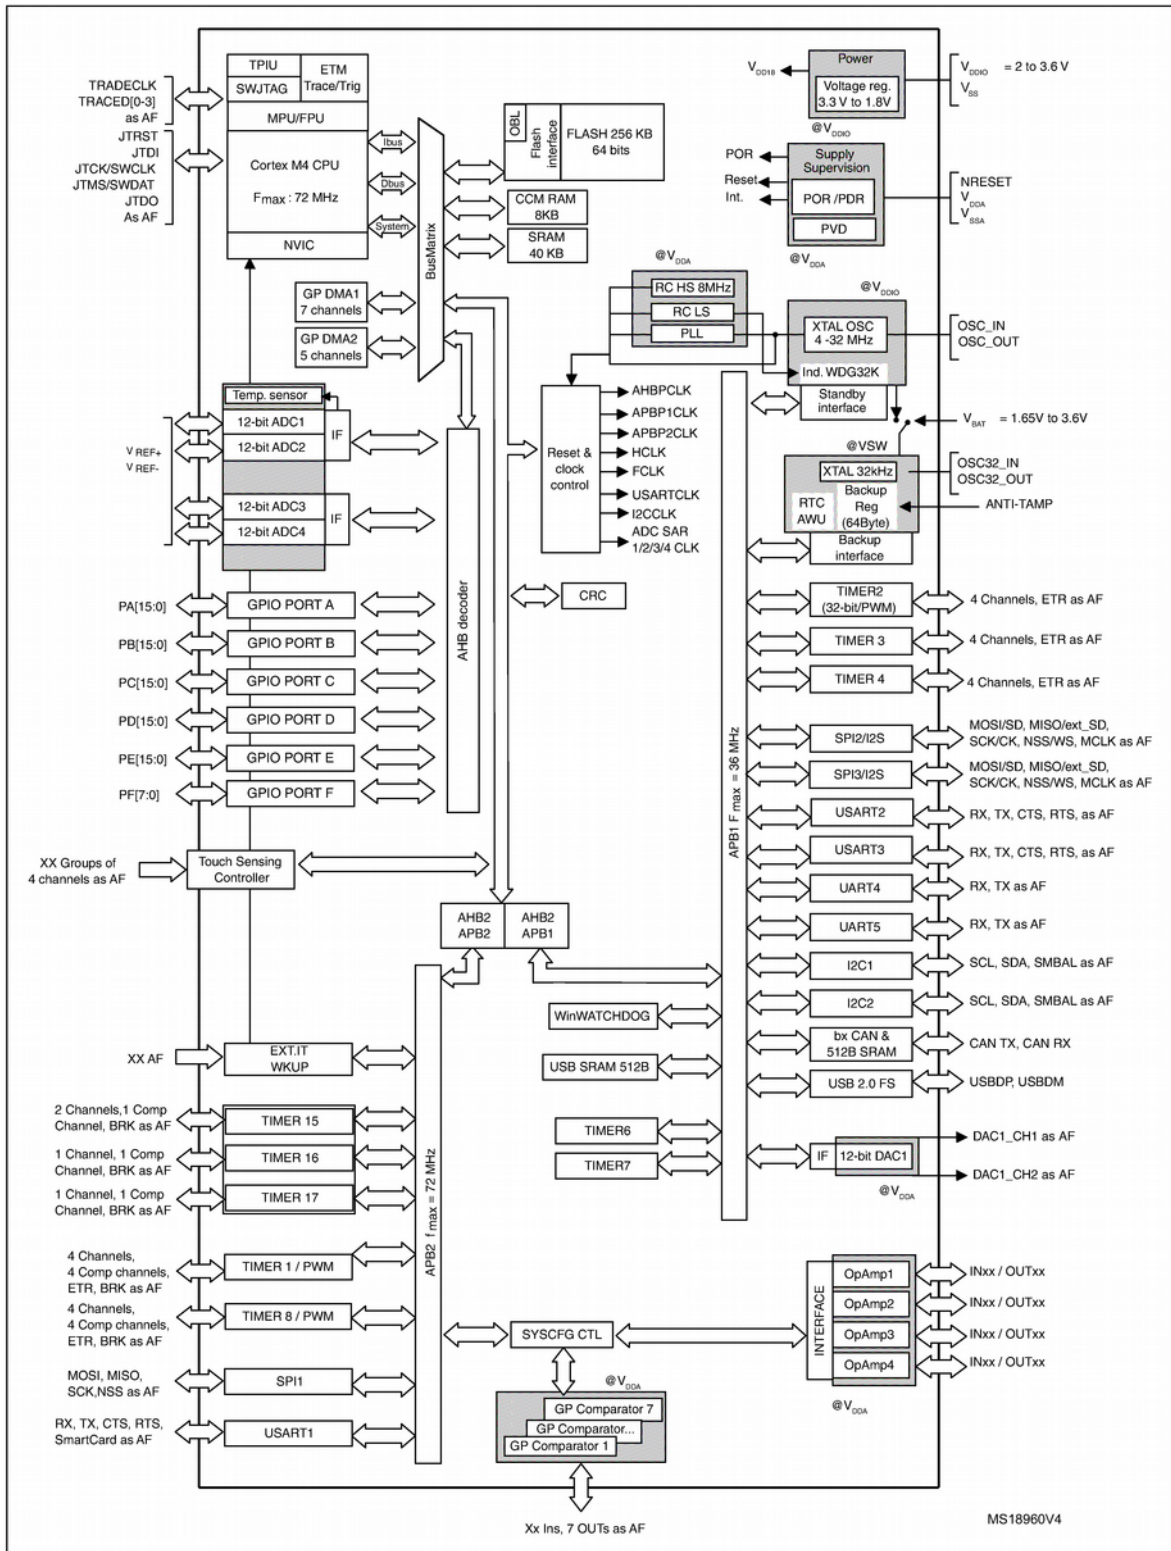 TPIU
ETM
Trace/Trig
SWJTAG
MPU/FPU
Cortex M4 CPU
Fmax : 72 MHz
NVIC
TRADECLK
TRACED[0-3]
as AF
JTRST
JTDI
JTCK/SWCLK
JTMS/SWDAT
JTDO
As AF
Ibus
Dbus
System
BusMatrix
OBL
Flash
interface
FLASH 256 KB
64 bits
CCM RAM
8KB
SRAM
40 KB
GP DMA1
7 channels
GP DMA2
5 channels
Power
VDD18
Voltage reg.
3.3 V to 1.8V
VDDIO = 2 to 3.6 V
VSS
@VDDIO
Supply
Supervision
POR
Reset
Int.
POR /PDR
PVD
NRESET
VDDA
VSSA
@VDDA
@VDDA
RC HS 8MHz
RC LS
PLL
@VDDIO
XTAL OSC
4 -32 MHz
OSC_IN
OSC_OUT
Ind. WDG32K
Standby
interface
VBAT = 1.65V to 3.6V
@VSW
XTAL 32kHz
OSC32_IN
OSC32_OUT
RTC
AWU
Backup
Reg
(64Byte)
ANTI-TAMP
Backup
interface
Reset &
clock
control
AHBPCLK
APBP1CLK
APBP2CLK
HCLK
FCLK
USARTCLK
I2CCLK
ADC SAR
1/2/3/4 CLK
CRC
Temp. sensor
12-bit ADC1
12-bit ADC2
IF
V REF+
V REF-
12-bit ADC3
12-bit ADC4
IF
AHB decoder
PA[15:0]
GPIO PORT A
PB[15:0]
GPIO PORT B
PC[15:0]
GPIO PORT C
PD[15:0]
GPIO PORT D
PE[15:0]
GPIO PORT E
PF[7:0]
GPIO PORT F
XX Groups of
4 channels as AF
Touch Sensing
Controller
AHB2
APB2
AHB2
APB1
APB1 Fmax = 36 MHz
TIMER2
(32-bit/PWM)
4 Channels, ETR as AF
TIMER 3
4 Channels, ETR as AF
TIMER 4
4 Channels, ETR as AF
SPI2/I2S
MOSI/SD, MISO/ext_SD,
SCK/CK, NSS/WS, MCLK as AF
SPI3/I2S
MOSI/SD, MISO/ext_SD,
SCK/CK, NSS/WS, MCLK as AF
USART2
RX, TX, CTS, RTS, as AF
USART3
RX, TX, CTS, RTS, as AF
UART4
RX, TX as AF
UART5
RX, TX as AF
I2C1
SCL, SDA, SMBAL as AF
I2C2
SCL, SDA, SMBAL as AF
bx CAN &
512B SRAM
CAN TX, CAN RX
USB 2.0 FS
USBDP, USBDM
WinWATCHDOG
USB SRAM 512B
TIMER6
TIMER7
IF
12-bit DAC1
DAC1_CH1 as AF
DAC1_CH2 as AF
@VDDA
XX AF
EXT.IT
WKUP
2 Channels,1 Comp
Channel, BRK as AF
TIMER 15
1 Channel, 1 Comp
Channel, BRK as AF
TIMER 16
1 Channel, 1 Comp
Channel, BRK as AF
TIMER 17
4 Channels,
4 Comp channels,
ETR, BRK as AF
TIMER 1 / PWM
4 Channels,
4 Comp channels,
ETR, BRK as AF
TIMER 8 / PWM
MOSI, MISO,
SCK,NSS as AF
SPI1
RX, TX, CTS, RTS,
SmartCard as AF
USART1
APB2 fmax = 72 MHz
SYSCFG CTL
@VDDA
GP Comparator 7
GP Comparator...
GP Comparator 1
Xx Ins, 7 OUTs as AF
INTERFACE
OpAmp1
INxx / OUTxx
OpAmp2
INxx / OUTxx
OpAmp3
INxx / OUTxx
OpAmp4
INxx / OUTxx
@VDDA
MS18960V4